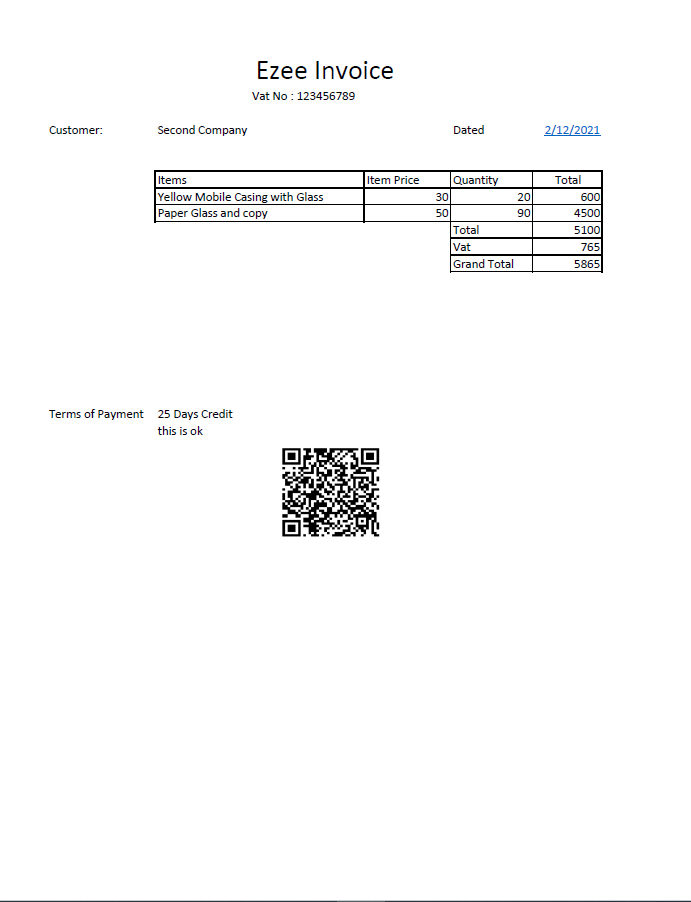 Ezee Invoice
Vat No : 123456789
Customer: Second Company Dated 2/12/2021
Items Item Price Quantity Total
Yellow Mobile Casing with Glass 30 20 600
Paper Glass and copy 50 90 4500
Total 5100
Vat 765
Grand Total 5865
Terms of Payment 25 Days Credit
this is ok